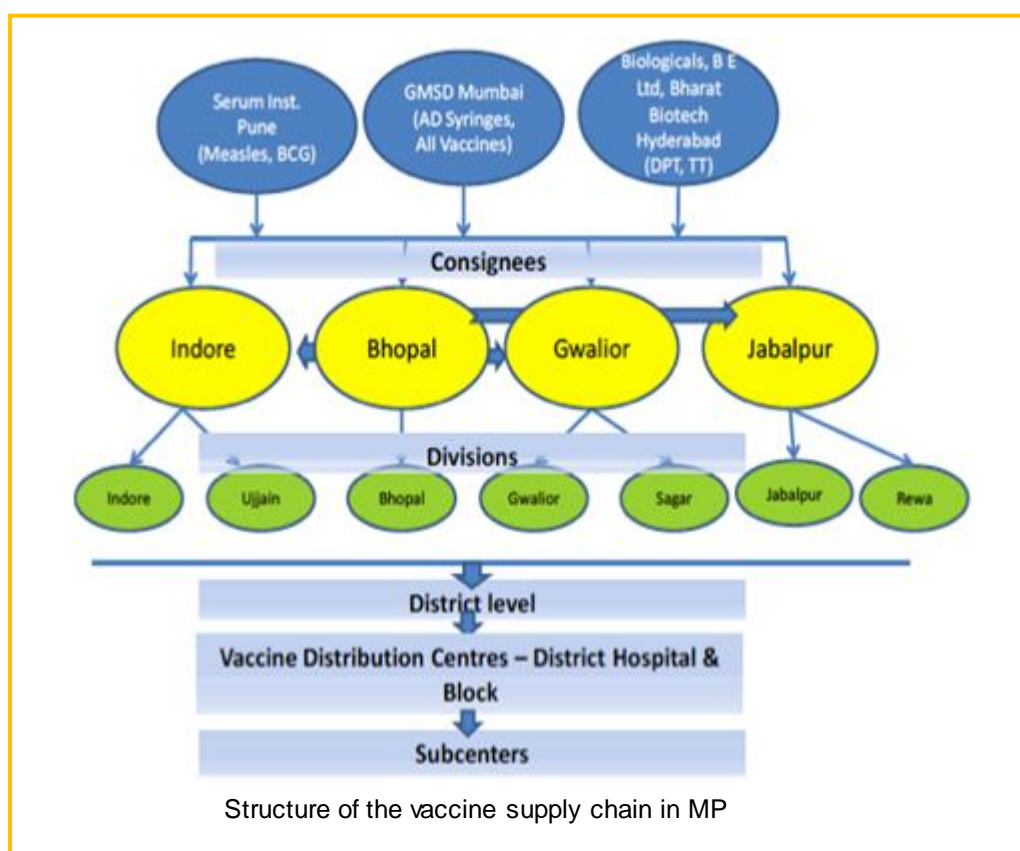 Serum Inst.
Pune
(Measles, BCG)
GMSD Mumbai
(AD Syringes,
All Vaccines)
Biologicals, B E
Ltd, Bharat
Biotech
Hyderabad
(DPT, TT)
Consignees
Indore
Bhopal
Gwalior
Jabalpur
Divisions
Indore
Ujjain
Bhopal
Gwalior
Sagar
Jabalpur
Rewa
District level
Vaccine Distribution Centres – District Hospital &
Block
Subcenters
Structure of the vaccine supply chain in MP